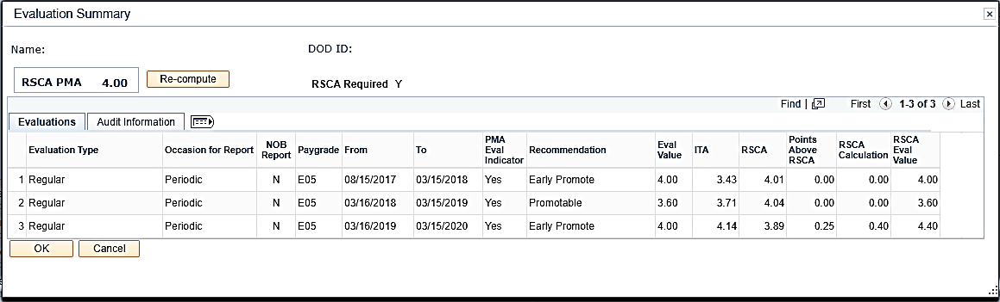 Evaluation Summary
Name:
DOD ID:
RSCA PMA 4.00
Re-compute
RSCA Required Y
Find | First 1-3 of 3 Last
Evaluations Audit Information
Evaluation Type Occasion for Report NOB Report Paygrade From To PMA Eval Indicator Recommendation Eval Value ITA RSCA Points Above RSCA RSCA Calculation RSCA Eval Value
1 Regular Periodic N E05 08/15/2017 03/15/2018 Yes Early Promote 4.00 3.43 4.01 0.00 0.00 4.00
2 Regular Periodic N E05 03/16/2018 03/15/2019 Yes Promotable 3.60 3.71 4.04 0.00 0.00 3.60
3 Regular Periodic N E05 03/16/2019 03/15/2020 Yes Early Promote 4.00 4.14 3.89 0.25 0.40 4.40
OK Cancel